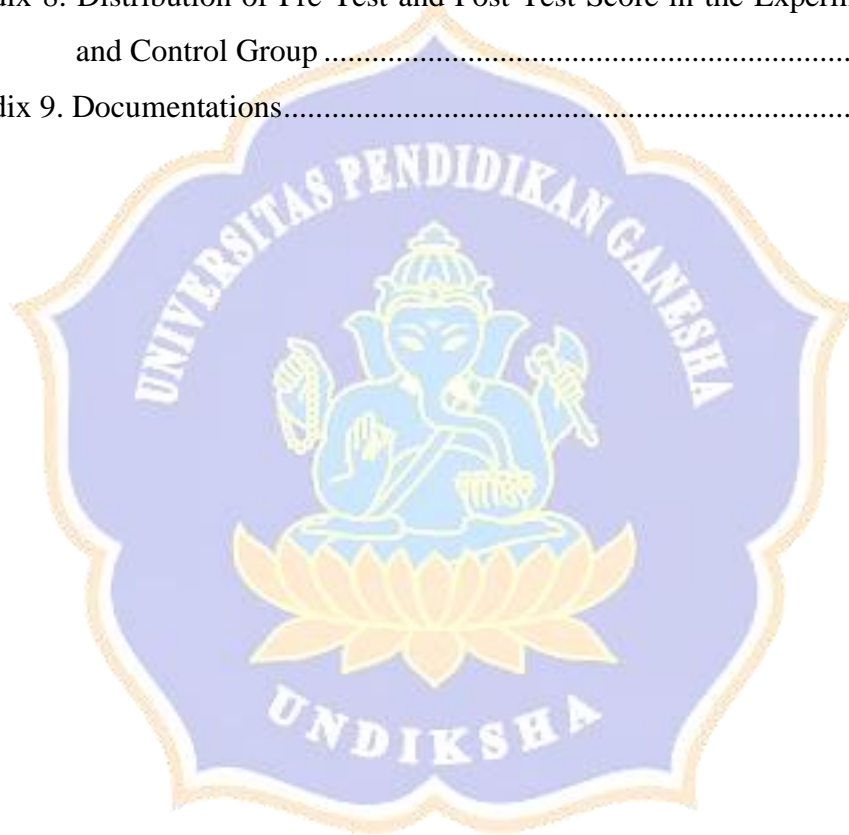 dix 8. Distribution of Pre-Test and Post-Test Score in the Experim
and Control Group ................................................................
dix 9. Documentations......................................................................
UNIVERSITAS PENDIDIKAN GANESHA
UNDIKSHA